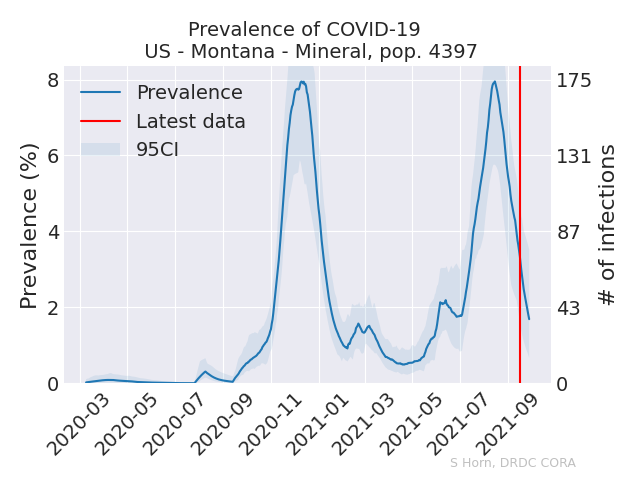 Prevalence of COVID-19
US - Montana - Mineral, pop. 4397
Prevalence
Latest data
95CI
Prevalence (%)
8
6
4
2
0
# of infections
175
131
87
43
0
2020-03
2020-05
2020-07
2020-09
2020-11
2021-01
2021-03
2021-05
2021-07
2021-09
S Horn, DRDC CORA